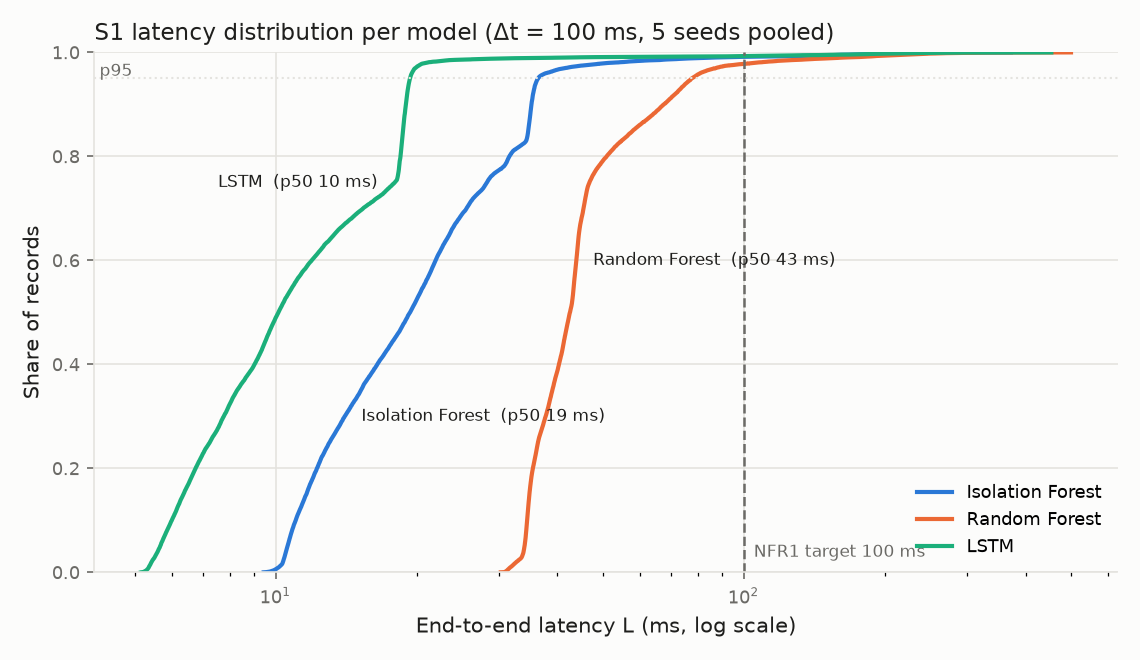 S1 latency distribution per model (Δt = 100 ms, 5 seeds pooled)
1.0
p95
0.8
LSTM (p50 10 ms)
0.6
Random Forest (p50 43 ms)
Share of records
0.4
Isolation Forest (p50 19 ms)
0.2
Isolation Forest
Random Forest
LSTM
NFR1 target 100 ms
0.0
10¹
10²
End-to-end latency L (ms, log scale)